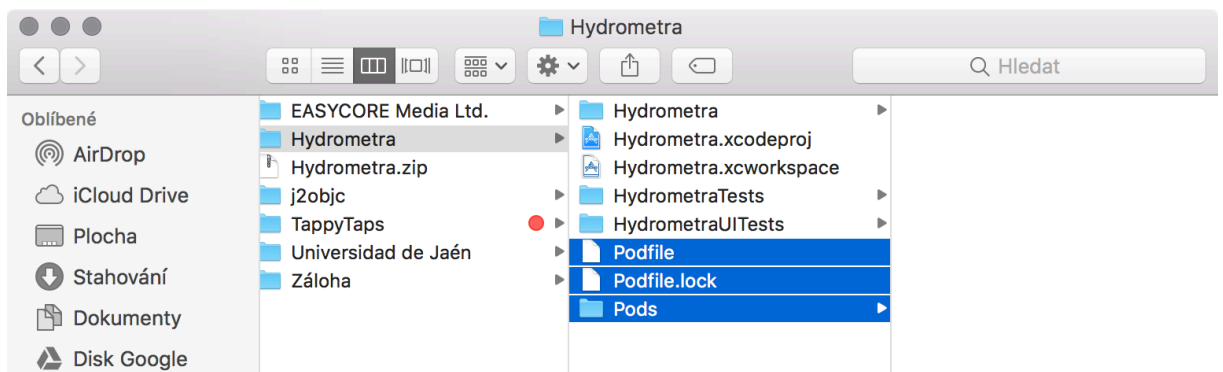 Hydrometra
Hledat
Oblíbené
AirDrop
iCloud Drive
Plocha
Stahování
Dokumenty
Disk Google
EASYCORE Media Ltd.
Hydrometra
Hydrometra.zip
j2objc
TappyTaps
Universidad de Jaén
Záloha
Hydrometra
Hydrometra.xcodeproj
Hydrometra.xcworkspace
HydrometraTests
HydrometraUITests
Podfile
Podfile.lock
Pods